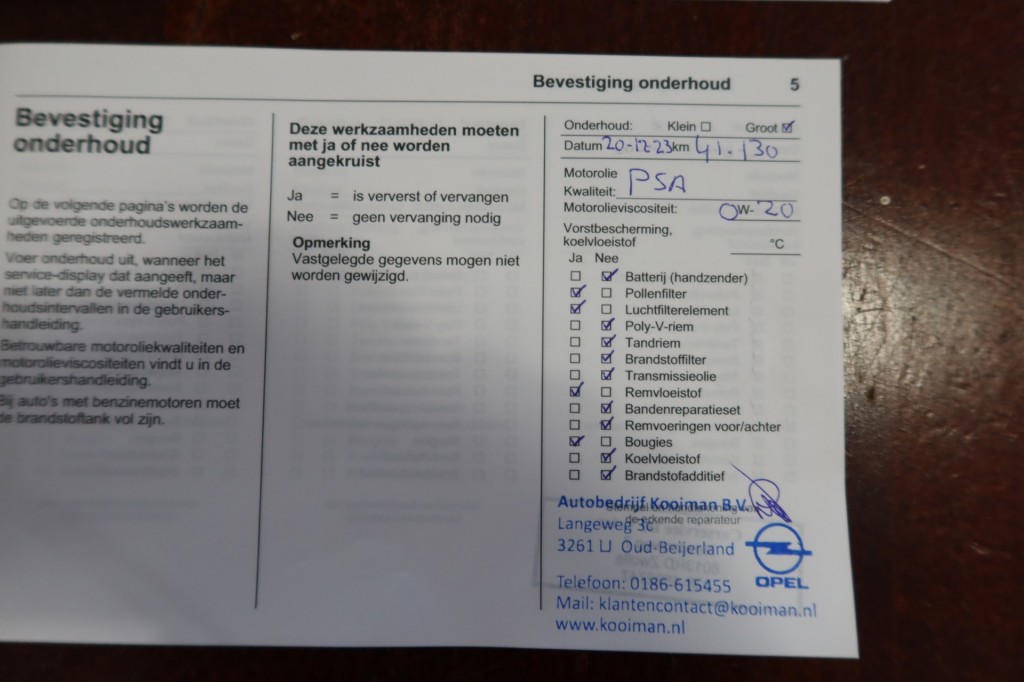 Bevestiging onderhoud 5
Bevestiging
onderhoud
Op de volgende pagina's worden de
uitgevoerde onderhoudswerkzaam-
heden geregistreerd.
Voer onderhoud uit, wanneer het
service-display dat aangeeft, maar
niet later dan de vermelde onder-
houdsintervallen in de gebruikers-
handleiding.
Betrouwbare motoroliekwaliteiten en
motorolieviscositeiten vindt u in de
gebruikershandleiding.
Bij auto's met benzinemotoren moet
de brandstoftank vol zijn.
Deze werkzaamheden moeten
met ja of nee worden
aangekruist
Ja = is ververst of vervangen
Nee = geen vervanging nodig
Opmerking
Vastgelegde gegevens mogen niet
worden gewijzigd.
Onderhoud: Klein ☐ Groot ☑
Datum 20-12-23 km 41.130
Motorolie
Kwaliteit: PSA
Motorolieviscositeit: 0W-20
Vorstbescherming,
koelvloeistof °C
Ja Nee
☐ ☑ Batterij (handzender)
☑ ☐ Pollenfilter
☑ ☐ Luchtfilterelement
☐ ☑ Poly-V-riem
☐ ☑ Tandriem
☐ ☑ Brandstoffilter
☐ ☑ Transmissieolie
☑ ☐ Remvloeistof
☐ ☑ Bandenreparatieset
☐ ☑ Remvoeringen voor/achter
☑ ☐ Bougies
☐ ☑ Koelvloeistof
☐ ☑ Brandstofadditief
Autobedrijf Kooiman B.V.
Langeweg 3c
de erkende reparateur
3261 LJ Oud-Beijerland
OPEL
Telefoon: 0186-615455
Mail: klantencontact@kooiman.nl
www.kooiman.nl